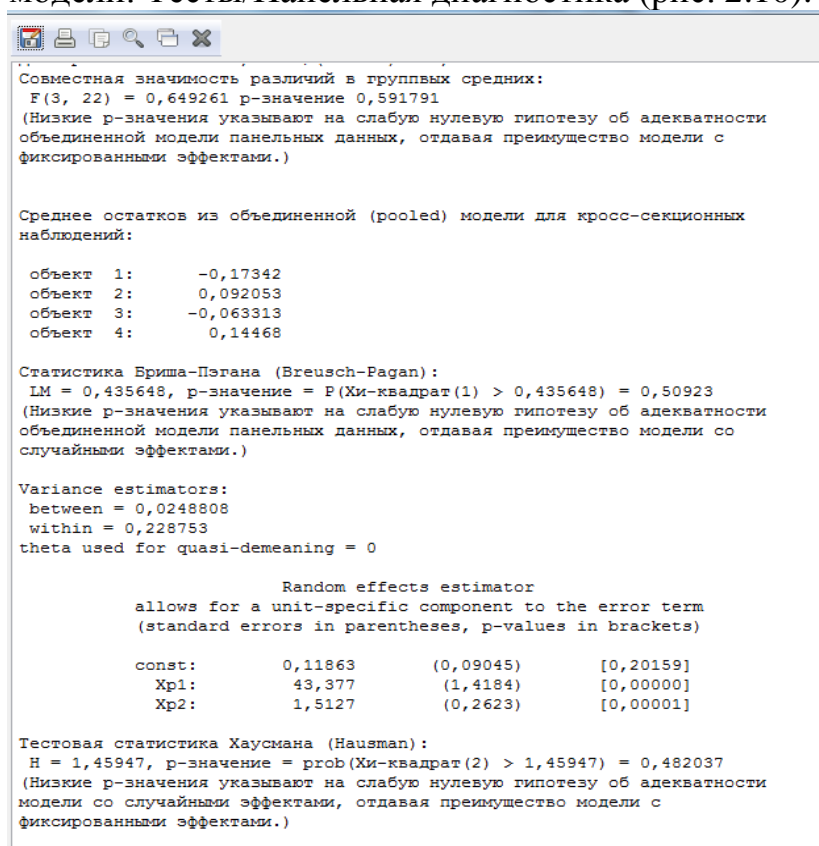 модели: Тесты/Панельная диагностика (рис. 2.16).
Совместная значимость различий в группвых средних:
F(3, 22) = 0,649261 p-значение 0,591791
(Низкие p-значения указывают на слабую нулевую гипотезу об адекватности
объединенной модели панельных данных, отдавая преимущество модели с
фиксированными эффектами.)
Среднее остатков из объединенной (pooled) модели для кросс-секционных
наблюдений:
объект 1: -0,17342
объект 2: 0,092053
объект 3: -0,063313
объект 4: 0,14468
Статистика Бриша-Пэгана (Breusch-Pagan):
LM = 0,435648, p-значение = P(Хи-квадрат(1) > 0,435648) = 0,50923
(Низкие p-значения указывают на слабую нулевую гипотезу об адекватности
объединенной модели панельных данных, отдавая преимущество модели со
случайными эффектами.)
Variance estimators:
between = 0,0248808
within = 0,228753
theta used for quasi-demeaning = 0
Random effects estimator
allows for a unit-specific component to the error term
(standard errors in parentheses, p-values in brackets)
const: 0,11863 (0,09045) [0,20159]
Xp1: 43,377 (1,4184) [0,00000]
Xp2: 1,5127 (0,2623) [0,00001]
Тестовая статистика Хаусмана (Hausman):
H = 1,45947, p-значение = prob(Хи-квадрат(2) > 1,45947) = 0,482037
(Низкие p-значения указывают на слабую нулевую гипотезу об адекватности
модели со случайными эффектами, отдавая преимущество модели с
фиксированными эффектами.)